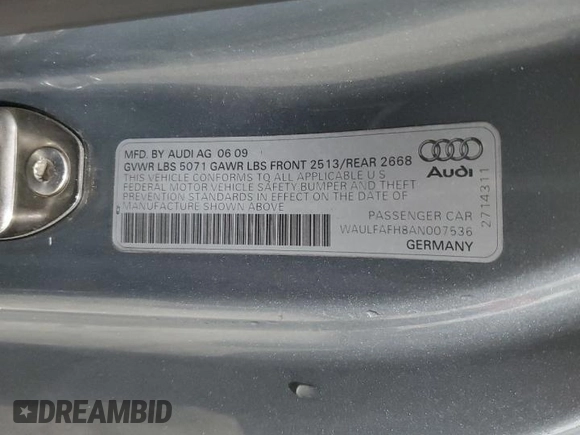 MFD. BY AUDI AG 06 09
GVWR LBS 5071 GAWR LBS FRONT 2513/REAR 2668
THIS VEHICLE CONFORMS TO ALL APPLICABLE U S
FEDERAL MOTOR VEHICLE SAFETY,BUMPER AND THEFT
PREVENTION STANDARDS IN EFFECT ON THE DATE OF
MANUFACTURE SHOWN ABOVE
Audi
2714311
PASSENGER CAR
WAULFAFH8AN007536
GERMANY
DREAMBID